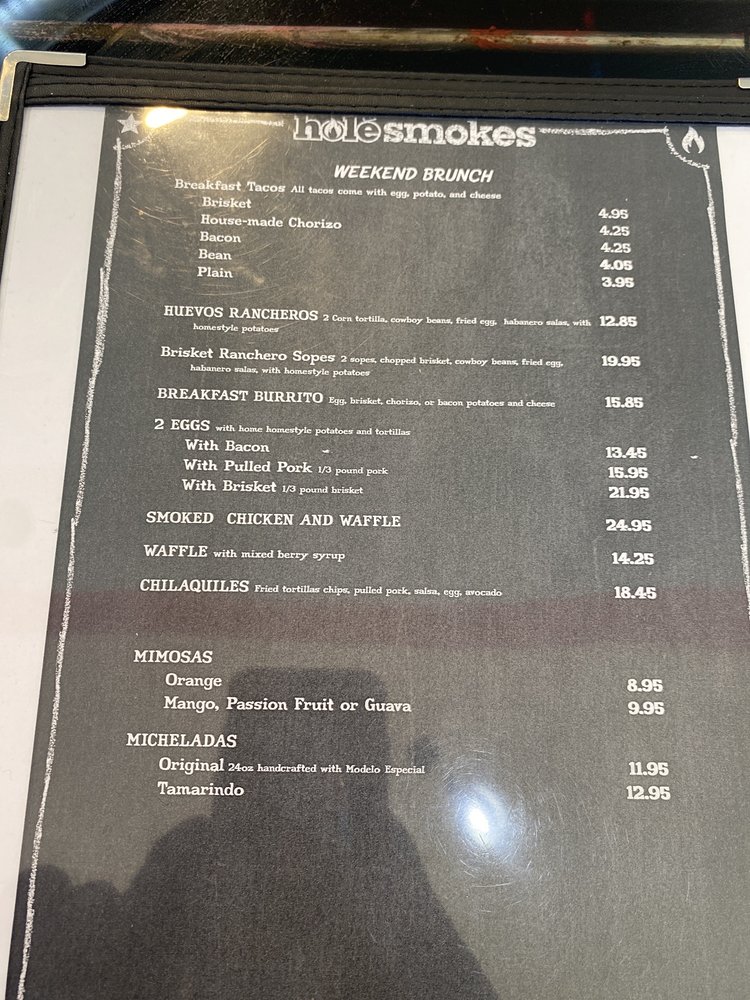 holé smokes
WEEKEND BRUNCH
Breakfast Tacos All tacos come with egg, potato, and cheese
Brisket 4.95
House-made Chorizo 4.25
Bacon 4.25
Bean 4.05
Plain 3.95
HUEVOS RANCHEROS 2 Corn tortilla, cowboy beans, fried egg, habanero salas, with 12.85
homestyle potatoes
Brisket Ranchero Sopes 2 sopes, chopped brisket, cowboy beans, fried egg, 19.95
habanero salas, with homestyle potatoes
BREAKFAST BURRITO Egg, brisket, chorizo, or bacon potatoes and cheese 15.85
2 EGGS with home homestyle potatoes and tortillas
With Bacon 13.45
With Pulled Pork 1/3 pound pork 15.95
With Brisket 1/3 pound brisket 21.95
SMOKED CHICKEN AND WAFFLE 24.95
WAFFLE with mixed berry syrup 14.25
CHILAQUILES Fried tortillas chips, pulled pork, salsa, egg, avocado 18.45
MIMOSAS
Orange 8.95
Mango, Passion Fruit or Guava 9.95
MICHELADAS
Original 24oz handcrafted with Modelo Especial 11.95
Tamarindo 12.95